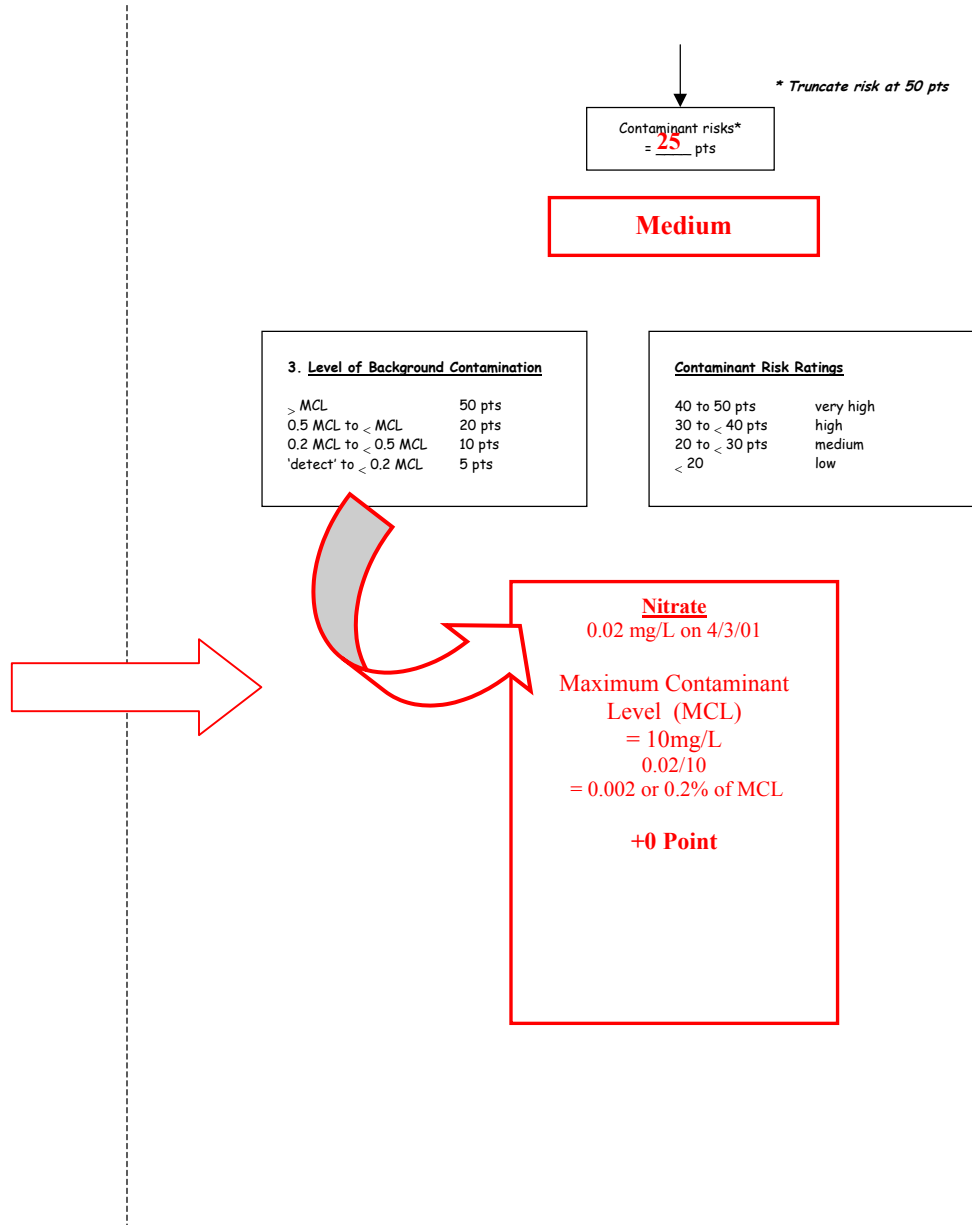 * Truncate risk at 50 pts
Contaminant risks*
= 25 pts
Medium
3. Level of Background Contamination
> MCL 50 pts
0.5 MCL to < MCL 20 pts
0.2 MCL to < 0.5 MCL 10 pts
‘detect’ to < 0.2 MCL 5 pts
Contaminant Risk Ratings
40 to 50 pts very high
30 to < 40 pts high
20 to < 30 pts medium
< 20 low
Nitrate
0.02 mg/L on 4/3/01
Maximum Contaminant
Level (MCL)
= 10mg/L
0.02/10
= 0.002 or 0.2% of MCL
+0 Point